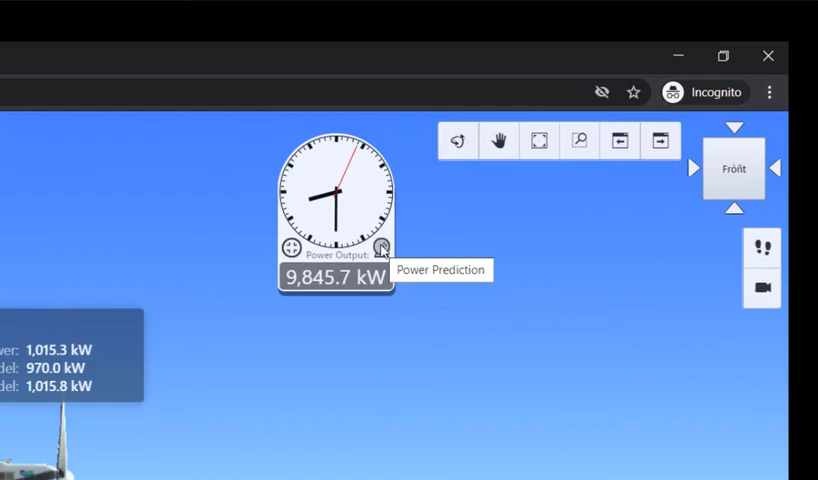 Incognito
Front
Power Output:
9,845.7 kW
Power Prediction
wer: 1,015.3 kW
del: 970.0 kW
del: 1,015.8 kW